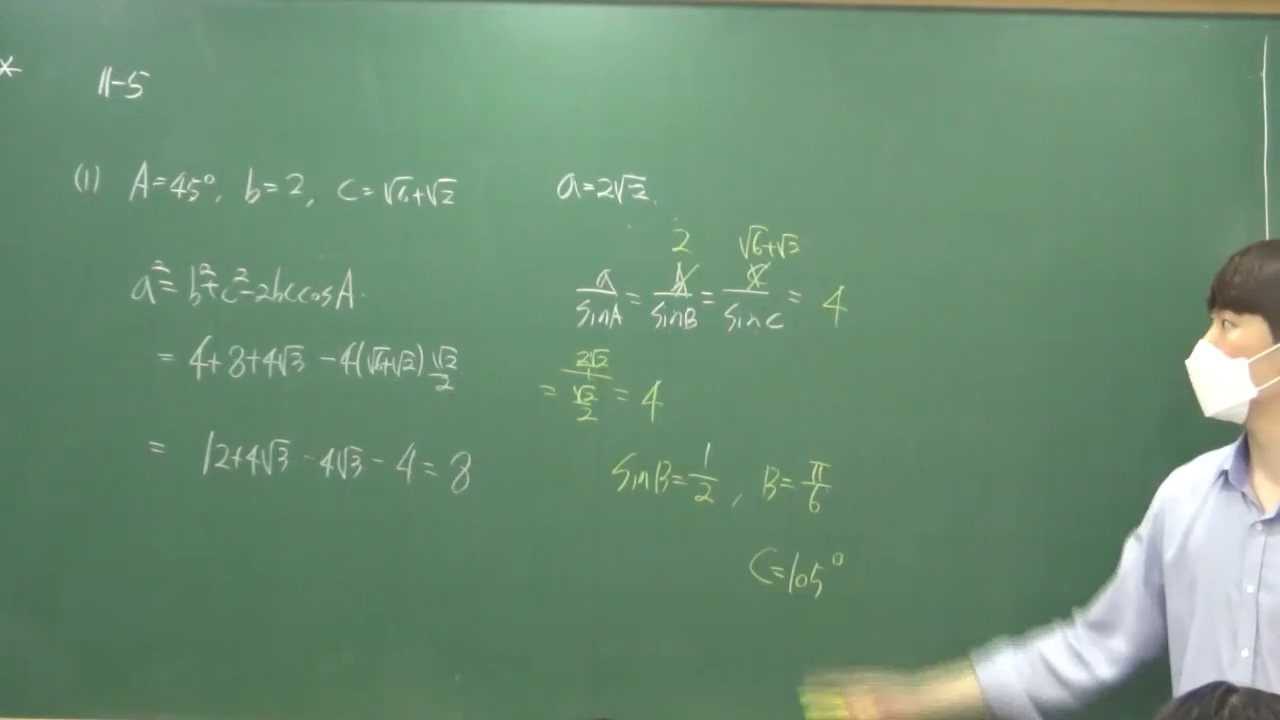 *
11-5
(1) A=45°, b=2, c=√6+√2
a²=b²+c²-2bccosA.
= 4+8+4√3 -4(√6+√2)√2/2
= 12+4√3 -4√3 -4=8
a=2√2.
2 √6+√3
a/sinA = b/sinB = c/sinC = 4
= 2√2/1 / √2/2 = 4
sinB=1/2, B=π/6
C=105°